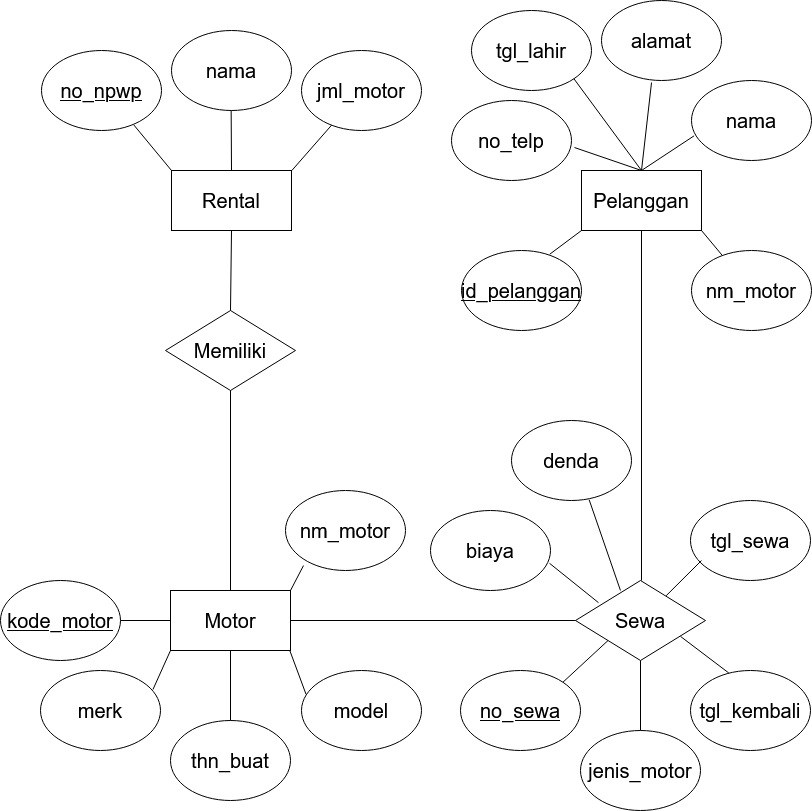 tgl_lahir
alamat
no_npwp
nama
jml_motor
nama
no_telp
Rental
Pelanggan
id_pelanggan
nm_motor
Memiliki
denda
nm_motor
biaya
tgl_sewa
kode_motor
Motor
Sewa
merk
model
no_sewa
tgl_kembali
thn_buat
jenis_motor